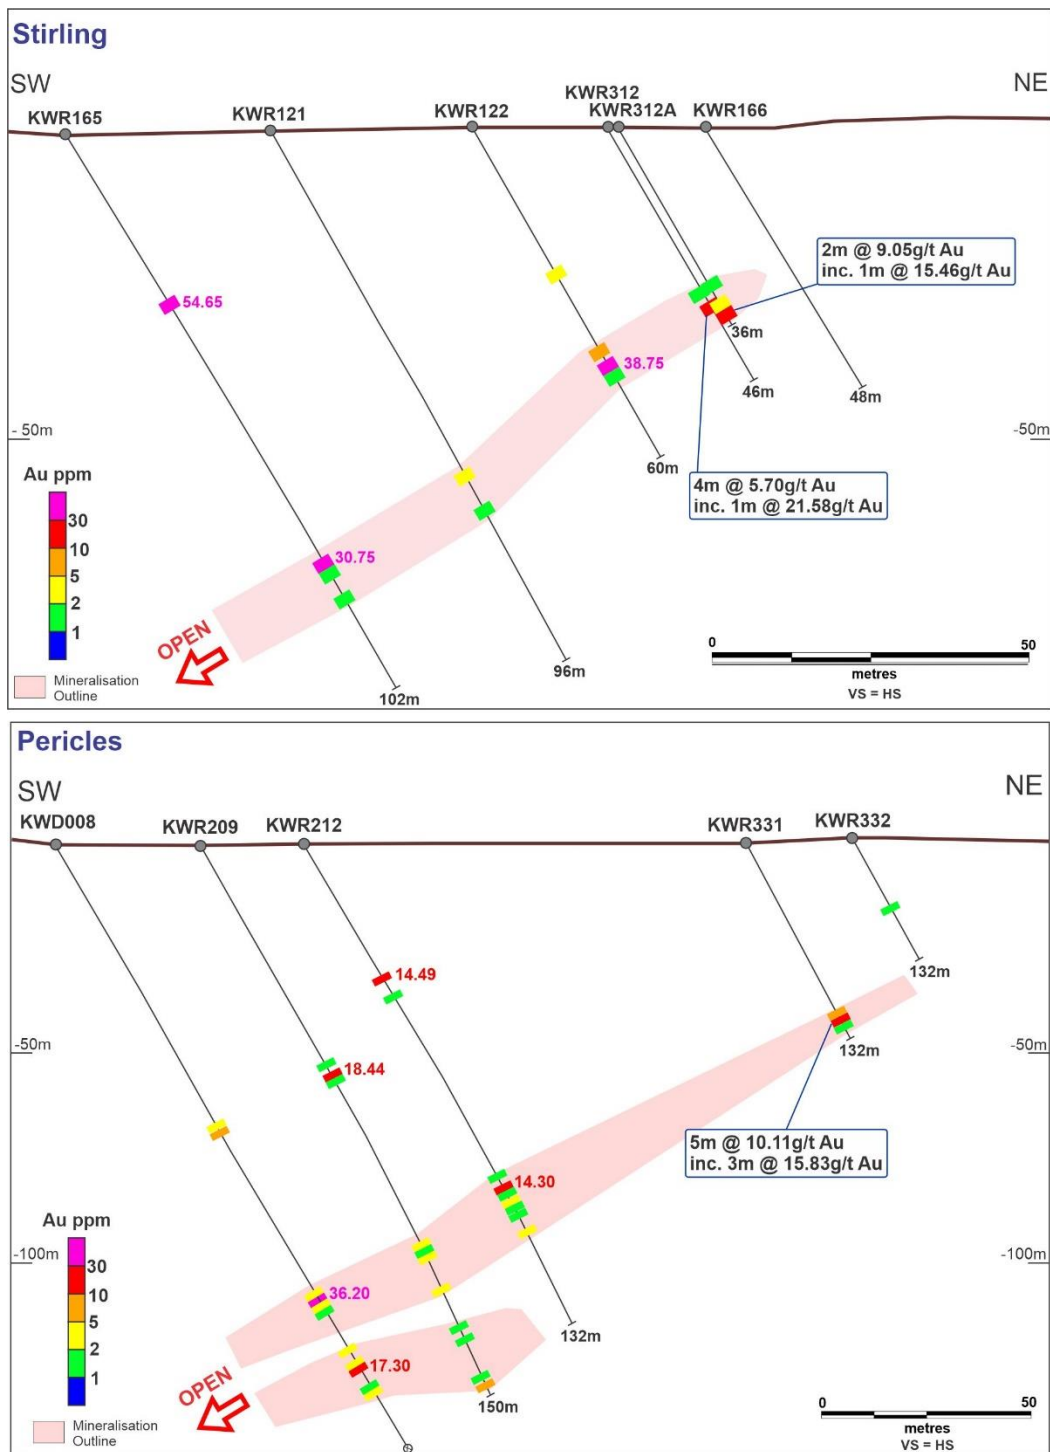 Stirling
SW
NE
KWR165
KWR121
KWR122
KWR312
KWR312A
KWR166
2m @ 9.05g/t Au
inc. 1m @ 15.46g/t Au
54.65
36m
38.75
46m
48m
- 50m
-50m
60m
4m @ 5.70g/t Au
inc. 1m @ 21.58g/t Au
Au ppm
30
10
5
2
1
30.75
OPEN
96m
102m
Mineralisation
Outline
0
50
metres
VS = HS
Pericles
SW
NE
KWD008
KWR209
KWR212
KWR331
KWR332
14.49
132m
18.44
-50m
-50m
132m
5m @ 10.11g/t Au
inc. 3m @ 15.83g/t Au
14.30
Au ppm
30
10
5
2
1
-100m
-100m
36.20
132m
17.30
OPEN
150m
Mineralisation
Outline
0
50
metres
VS = HS